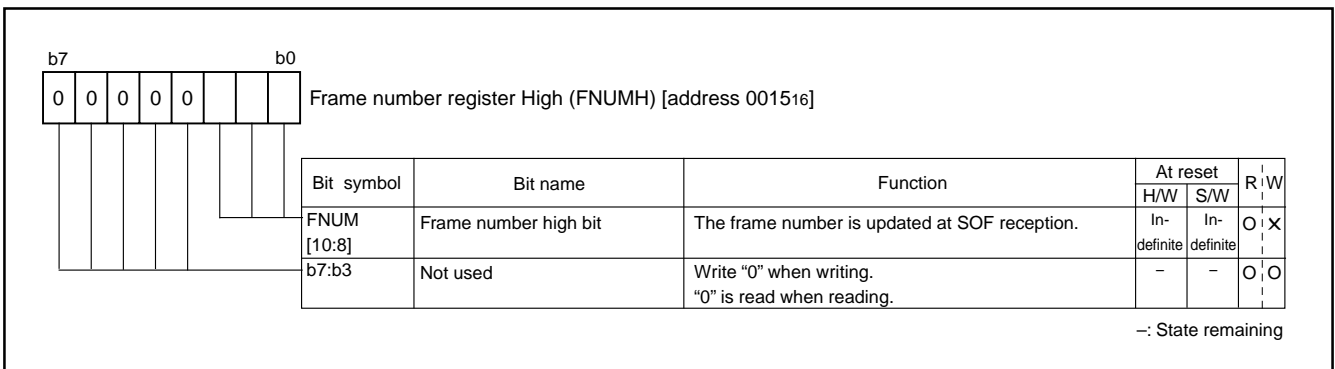 b7 b0
0 0 0 0 0 Frame number register High (FNUMH) [address 001516]
Bit symbol Bit name Function At reset R W
H/W S/W
FNUM [10:8] Frame number high bit The frame number is updated at SOF reception. In-definite In-definite O ×
b7:b3 Not used Write “0” when writing. – – O O
“0” is read when reading.
–: State remaining